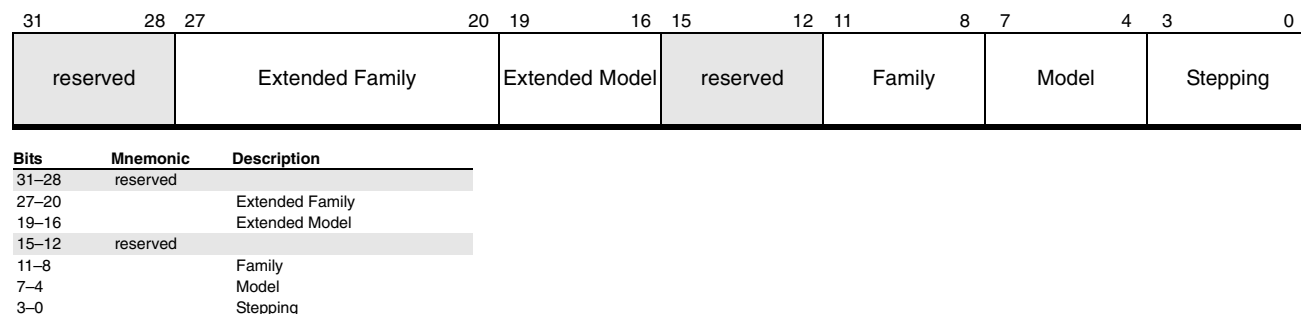 31 28 27 20 19 16 15 12 11 8 7 4 3 0
reserved Extended Family Extended Model reserved Family Model Stepping
Bits Mnemonic Description
31–28 reserved
27–20 Extended Family
19–16 Extended Model
15–12 reserved
11–8 Family
7–4 Model
3–0 Stepping